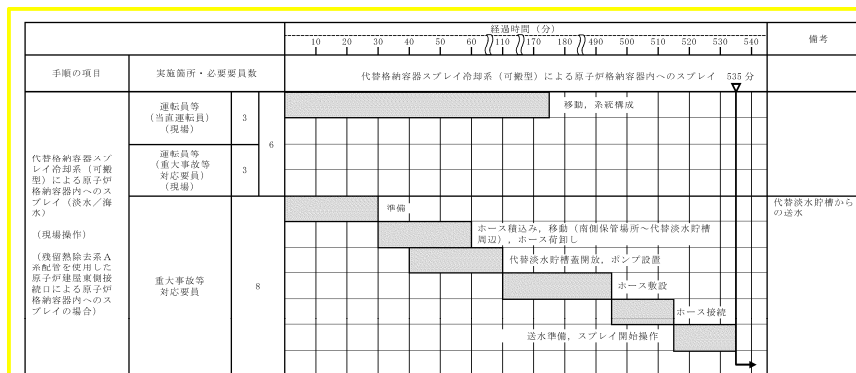 経過時間（分）
備考
10 20 30 40 50 60 110 170 180 490 500 510 520 530 540
手順の項目
実施箇所・必要要員数
代替格納容器スプレイ冷却系（可搬型）による原子炉格納容器内へのスプレイ 535分
代替格納容器スプ
レイ冷却系（可搬
型）による原子炉
格納容器内へのス
プレイ（淡水／海
水）
（現場操作）
（残留熱除去系Ａ
系配管を使用した
原子炉建屋東側接
続口による原子炉
格納容器内への
スプレイの場合）
運転員等
（当直運転員）
（現場）
3
運転員等
（重大事故等
対応要員）
（現場）
3
6
移動，系統構成
重大事故等
対応要員
8
準備
ホース積込み，移動（南側保管場所～代替淡水貯槽
周辺），ホース荷卸し
代替淡水貯槽蓋開放，ポンプ設置
ホース敷設
ホース接続
送水準備，スプレイ開始操作
代替淡水貯槽から
の送水